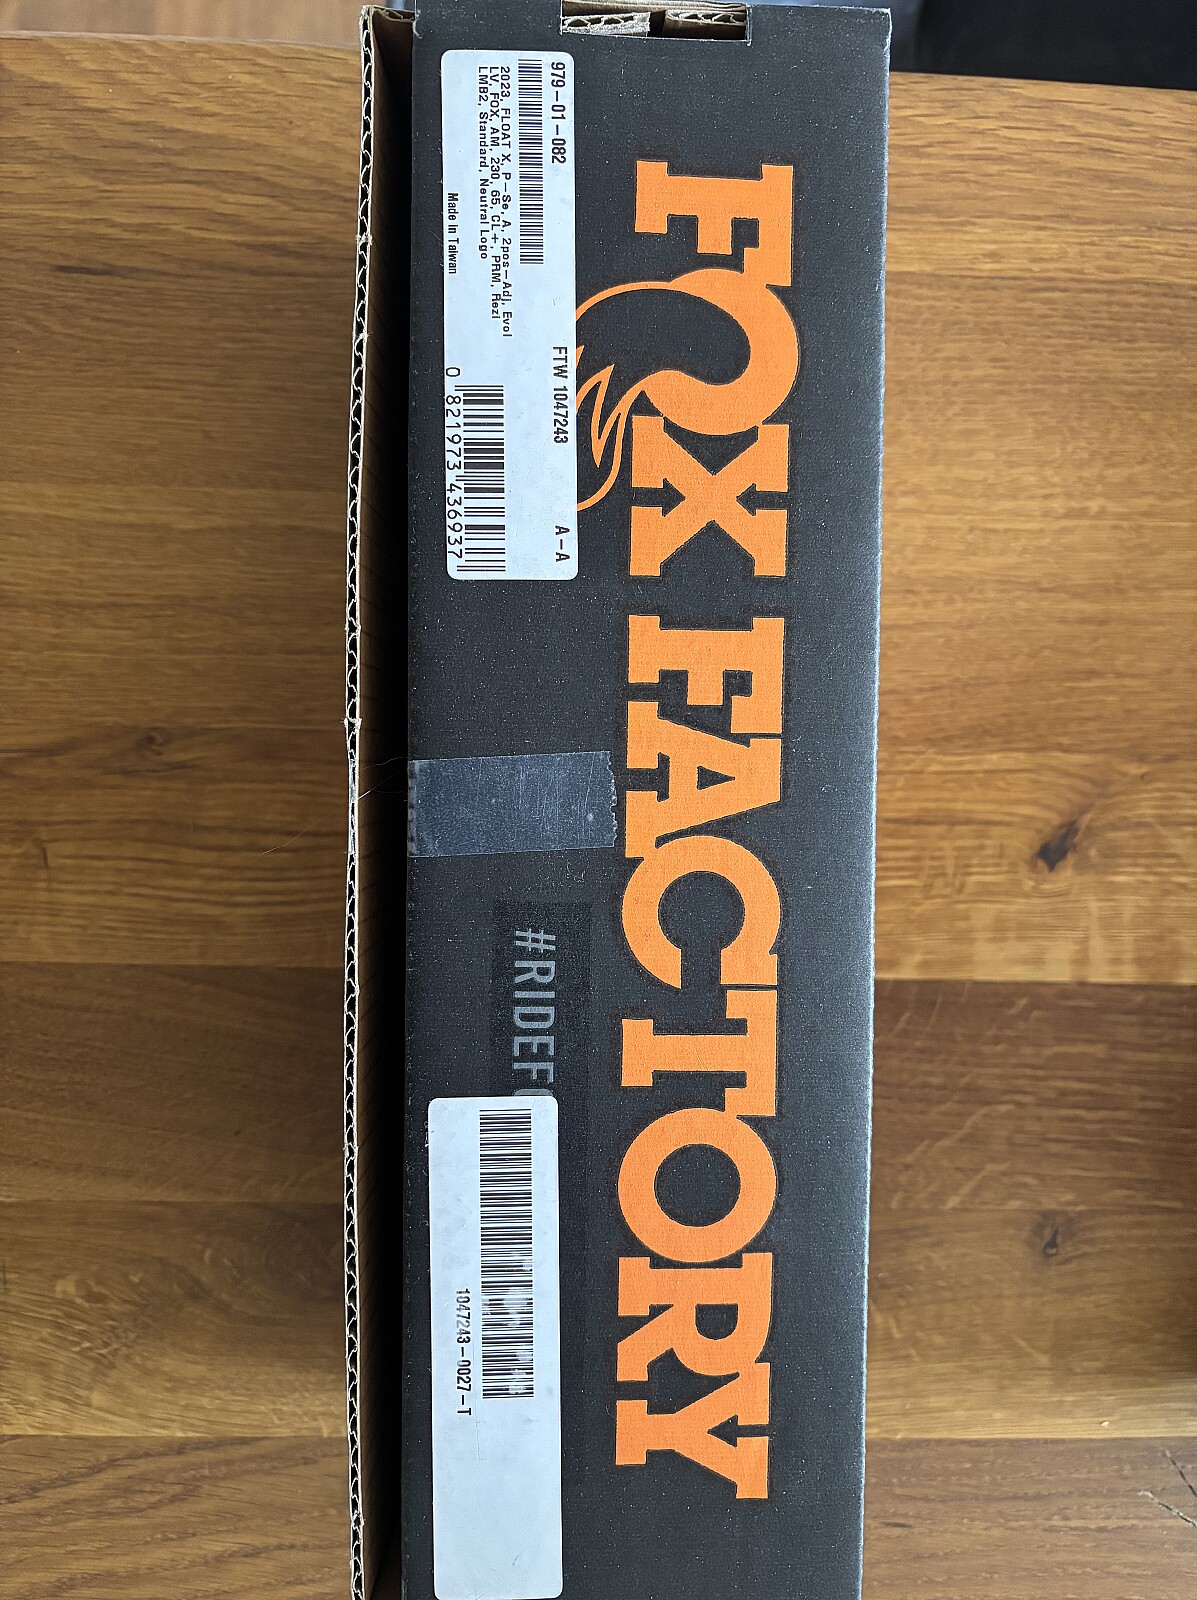 FOX FACTORY
979-01-082
2023, FLOAT X, P-Se, A, 2pos-Adj, Evol
LV, FOX, AM, 230, 65, CL+, PRM, Rezi
LMB2, Standard, Neutral Logo
Made in Taiwan
FTW 1047243
A-A
0 821973 436937
#RIDEFO
1047243-0027-T